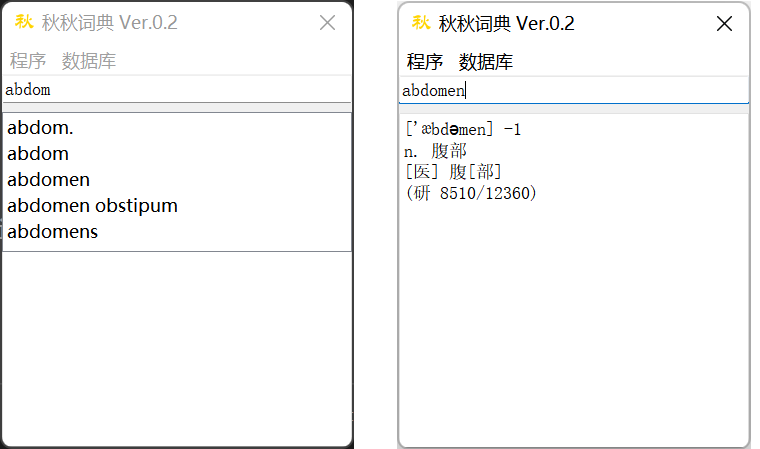 秋 秋秋词典 Ver.0.2
程序 数据库
abdom
abdom.
abdom
abdomen
abdomen obstipum
abdomens
秋 秋秋词典 Ver.0.2
程序 数据库
abdomen
['æbdәmen] -1
n. 腹部
[医] 腹[部]
(研 8510/12360)